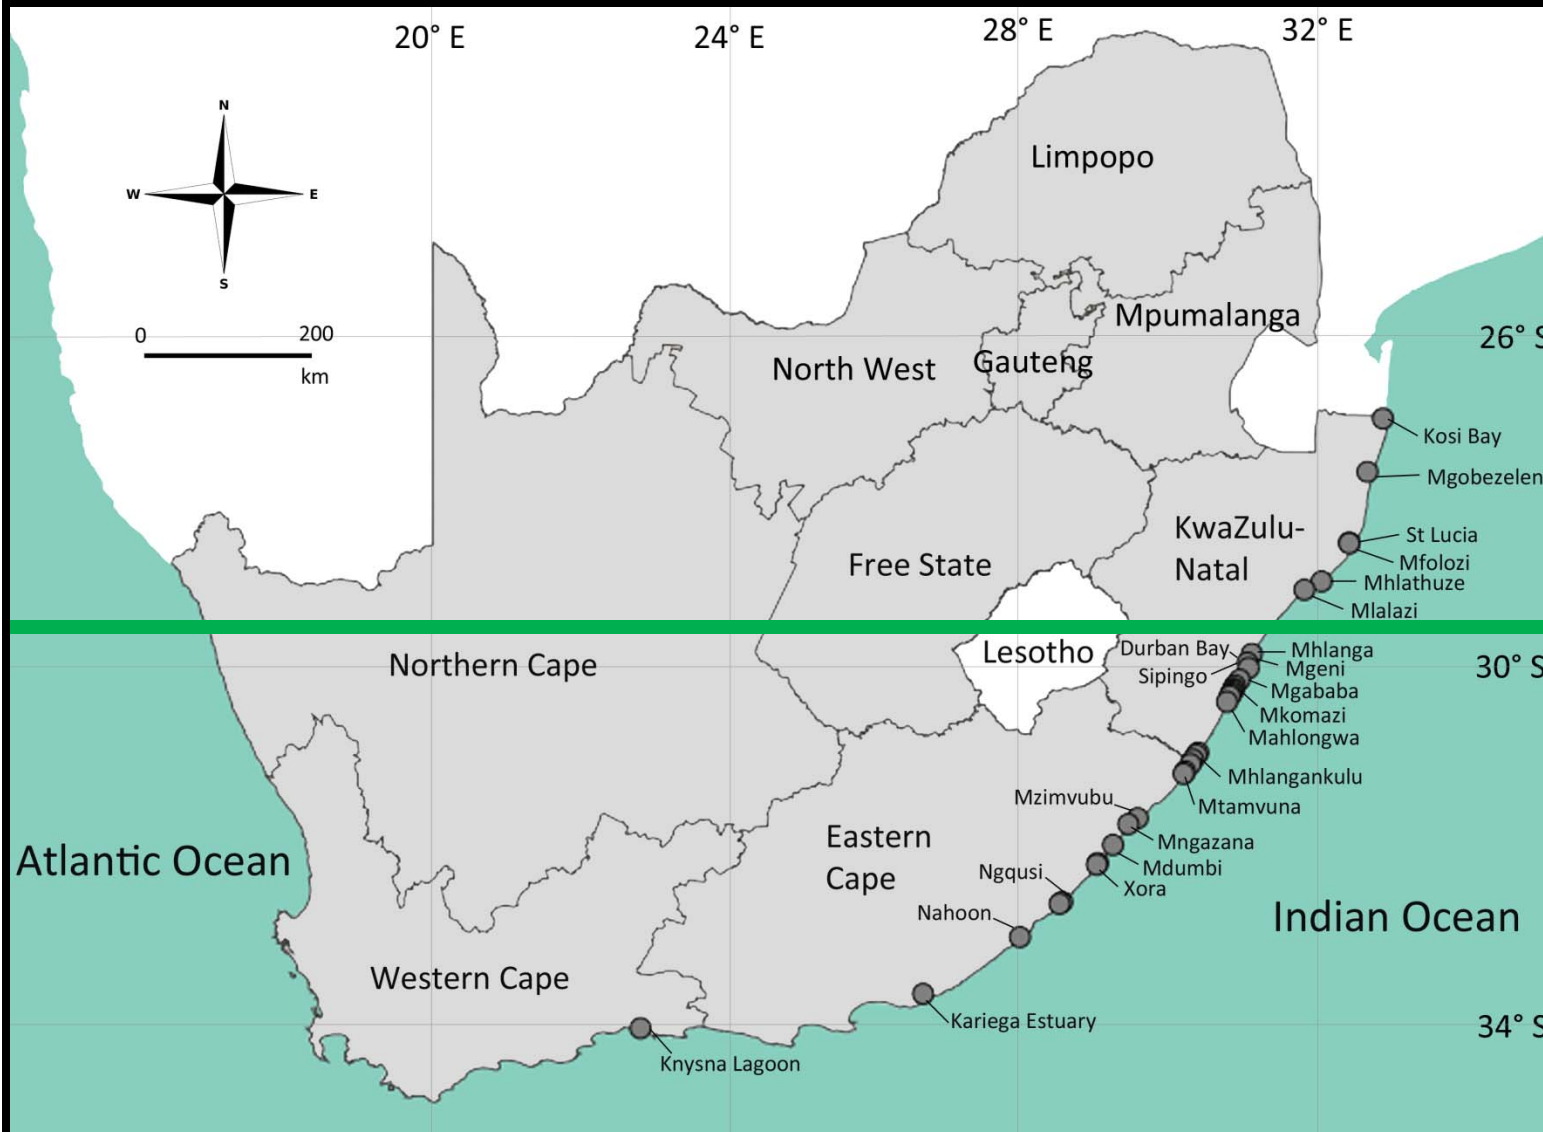 20° E
24° E
28° E
32° E
N
W
E
S
0
200
km
Limpopo
Mpumalanga
26° S
North West
Gauteng
Kosi Bay
Mgobezelen
KwaZulu-
Natal
St Lucia
Free State
Mfolozi
Mhlathuze
Mlalazi
Northern Cape
Lesotho
Durban Bay
Mhlanga
Sipingo
Mgeni
30° S
Mgababa
Mkomazi
Mahlongwa
Mhlangankulu
Mzimvubu
Mtamvuna
Atlantic Ocean
Eastern
Cape
Mngazana
Mdumbi
Ngqusi
Xora
Nahoon
Indian Ocean
Western Cape
Kariega Estuary
34° S
Knysna Lagoon